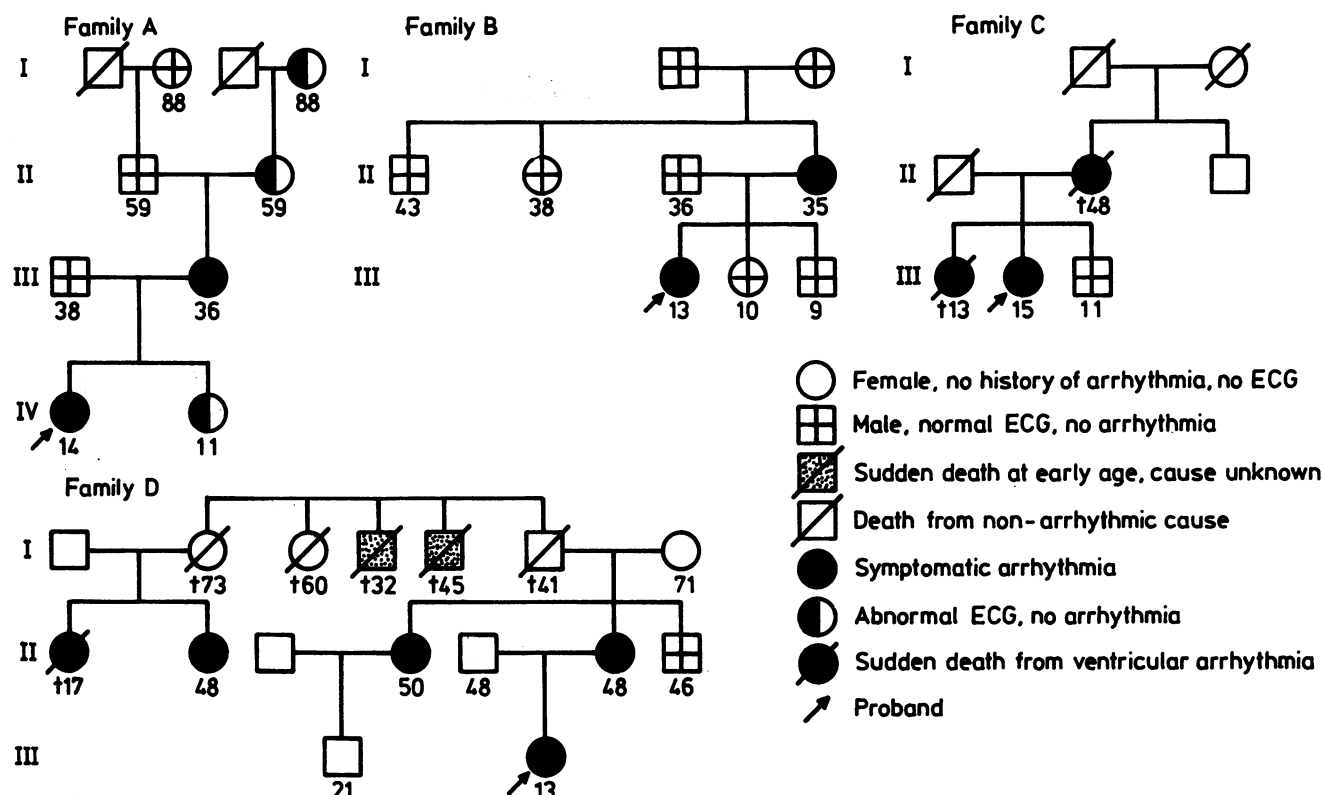 Family A
I
88 88
II
59 59
III
38 36
IV
14 11
Family B
I
II
43 38 36 35
III
13 10 9
Family C
I
II
†48
III
†13 15 11
Family D
I
†73 †60 †32 †45 †41 71
II
†17 48 50 48 48 46
III
21 13
Female, no history of arrhythmia, no ECG
Male, normal ECG, no arrhythmia
Sudden death at early age, cause unknown
Death from non-arrhythmic cause
Symptomatic arrhythmia
Abnormal ECG, no arrhythmia
Sudden death from ventricular arrhythmia
Proband